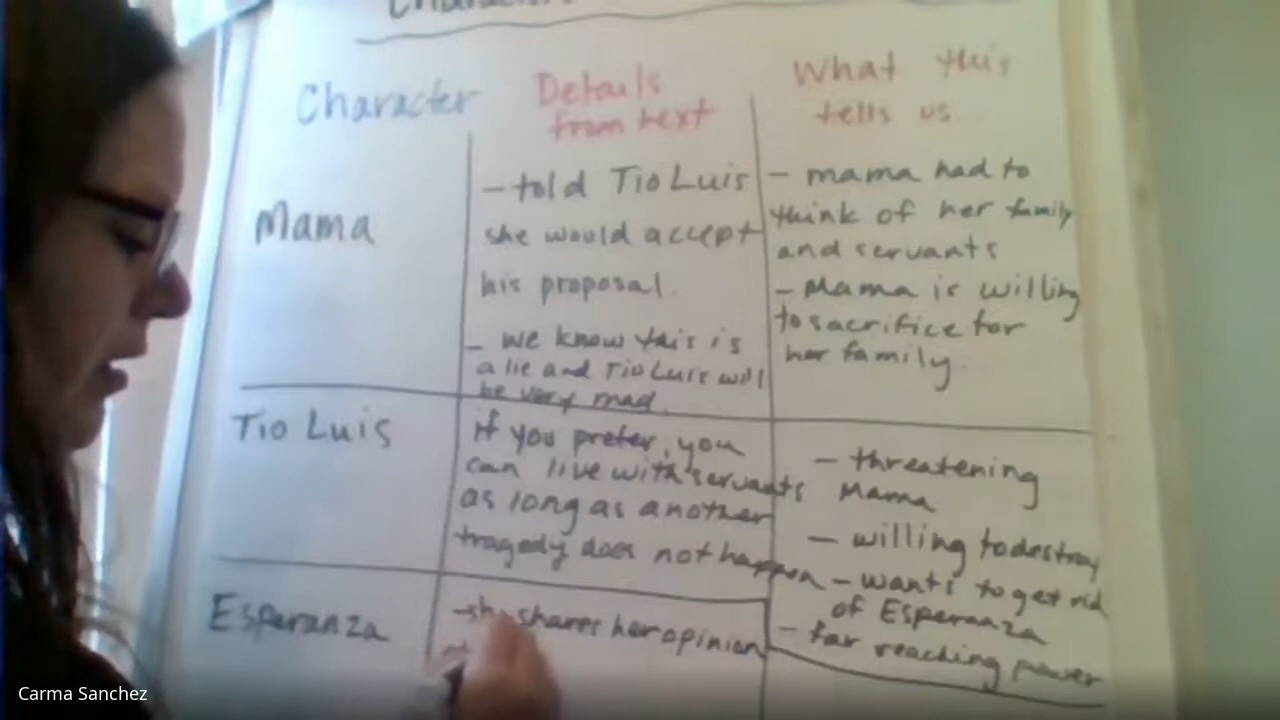 Character
Character
Details
from text
What this
tells us
Mama
- told Tio Luis
she would accept
his proposal.
- we know this is
a lie and Tio Luis will
be very mad.
- mama had to
think of her family
and servants
- Mama is willing
to sacrifice for
her family.
Tio Luis
if you prefer, you
can live with servants
as long as another
tragedy does not happen
- threatening
Mama
- willing to destroy
- wants to get rid
of Esperanza
- far reaching power
Esperanza
- she shares her opinion
Carma Sanchez